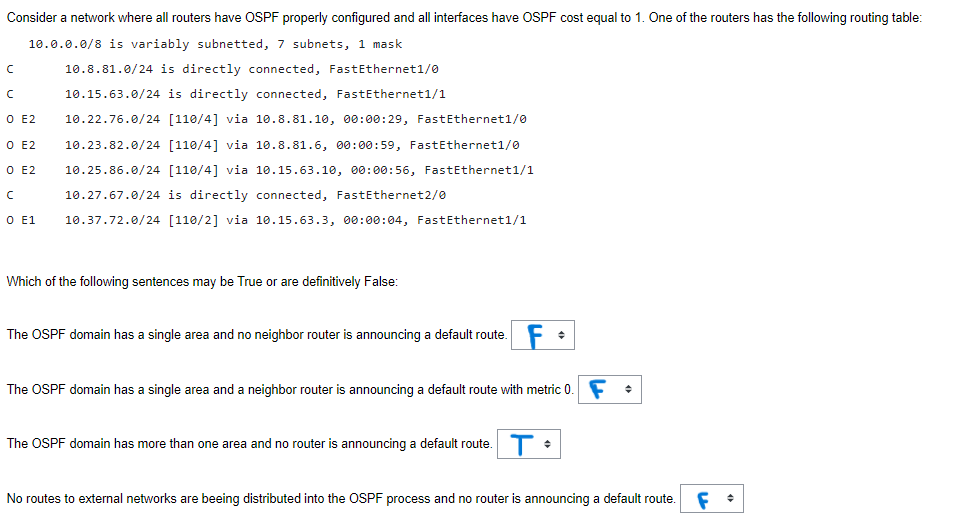 Consider a network where all routers have OSPF properly configured and all interfaces have OSPF cost equal to 1. One of the routers has the following routing table:
10.0.0.0/8 is variably subnetted, 7 subnets, 1 mask
C 10.8.81.0/24 is directly connected, FastEthernet1/0
C 10.15.63.0/24 is directly connected, FastEthernet1/1
O E2 10.22.76.0/24 [110/4] via 10.8.81.10, 00:00:29, FastEthernet1/0
O E2 10.23.82.0/24 [110/4] via 10.8.81.6, 00:00:59, FastEthernet1/0
O E2 10.25.86.0/24 [110/4] via 10.15.63.10, 00:00:56, FastEthernet1/1
C 10.27.67.0/24 is directly connected, FastEthernet2/0
O E1 10.37.72.0/24 [110/2] via 10.15.63.3, 00:00:04, FastEthernet1/1
Which of the following sentences may be True or are definitively False:
The OSPF domain has a single area and no neighbor router is announcing a default route. F
The OSPF domain has a single area and a neighbor router is announcing a default route with metric 0. F
The OSPF domain has more than one area and no router is announcing a default route. T
No routes to external networks are beeing distributed into the OSPF process and no router is announcing a default route. F